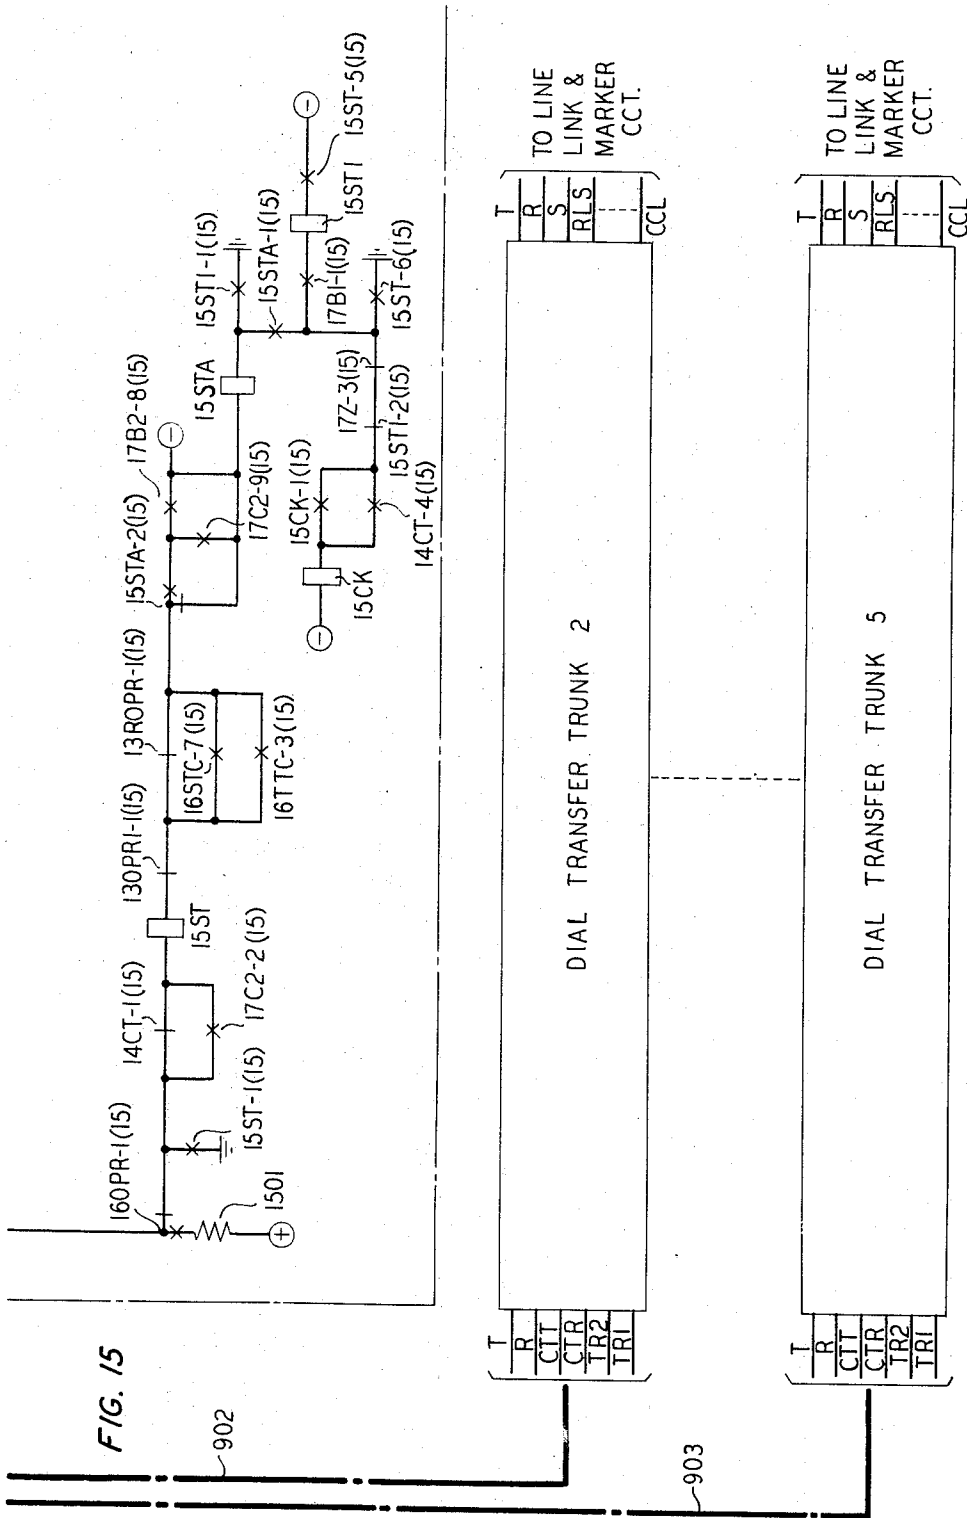 FIG. 15
902
903
160PR-1(15)
1501
15ST-1(15)
14CT-1(15)
17C2-2(15)
15ST
130PR1-1(15)
13ROPR-1(15)
16STC-7(15)
16TTC-3(15)
15STA-2(15)
17B2-8(15)
17C2-9(15)
15STA
15ST1-1(15)
15STA-1(15)
17B1-1(15)
15ST1
15ST-5(15)
15ST-6(15)
17Z-3(15)
15ST1-2(15)
15CK-1(15)
14CT-4(15)
15CK
T
R
CTT
CTR
TR2
TR1
DIAL TRANSFER TRUNK 2
T
R
S
RLS
CCL
TO LINE
LINK &
MARKER
CCT.
T
R
CTT
CTR
TR2
TR1
DIAL TRANSFER TRUNK 5
T
R
S
RLS
CCL
TO LINE
LINK &
MARKER
CCT.